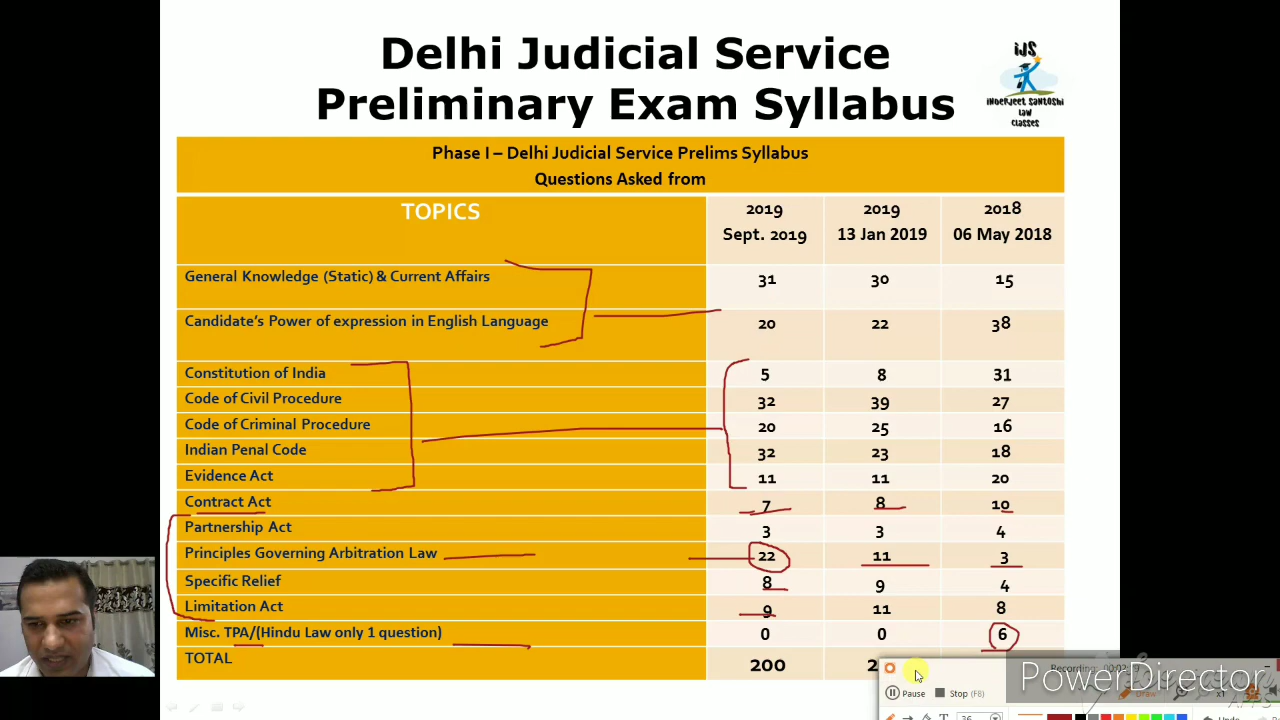 Delhi Judicial Service
Preliminary Exam Syllabus
iJS
INDERJEET SANTOSHI
LAW
CLASSES
Phase I – Delhi Judicial Service Prelims Syllabus
Questions Asked from
TOPICS 2019 Sept. 2019 2019 13 Jan 2019 2018 06 May 2018
General Knowledge (Static) & Current Affairs 31 30 15
Candidate's Power of expression in English Language 20 22 38
Constitution of India 5 8 31
Code of Civil Procedure 32 39 27
Code of Criminal Procedure 20 25 16
Indian Penal Code 32 23 18
Evidence Act 11 11 20
Contract Act 7 8 10
Partnership Act 3 3 4
Principles Governing Arbitration Law 22 11 3
Specific Relief 8 9 4
Limitation Act 9 11 8
Misc. TPA/(Hindu Law only 1 question) 0 0 6
TOTAL 200
Recording:
PowerDirector
Pause Stop (F8)
Draw
36
Undo